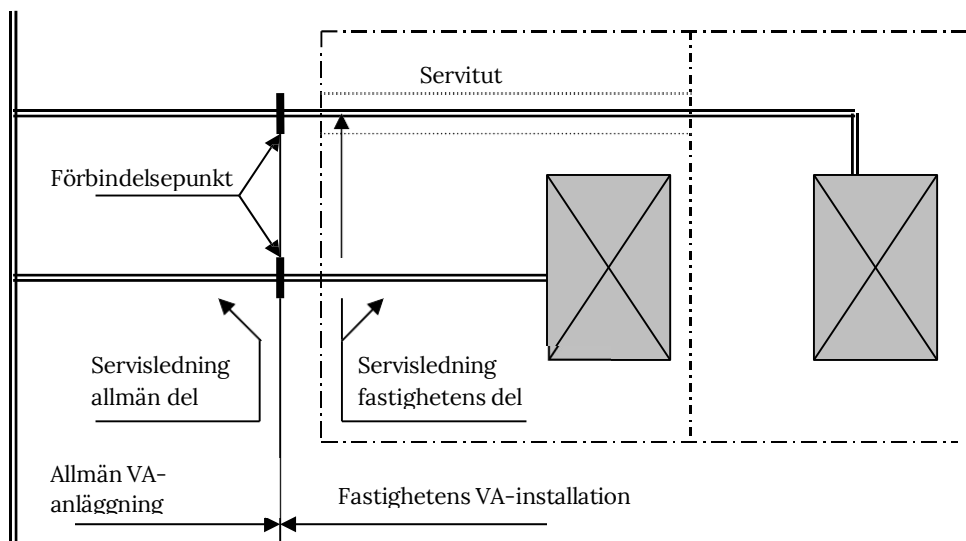 Servitut
Förbindelsepunkt
Servisledning
allmän del
Servisledning
fastighetens del
Allmän VA-
anläggning
Fastighetens VA-installation